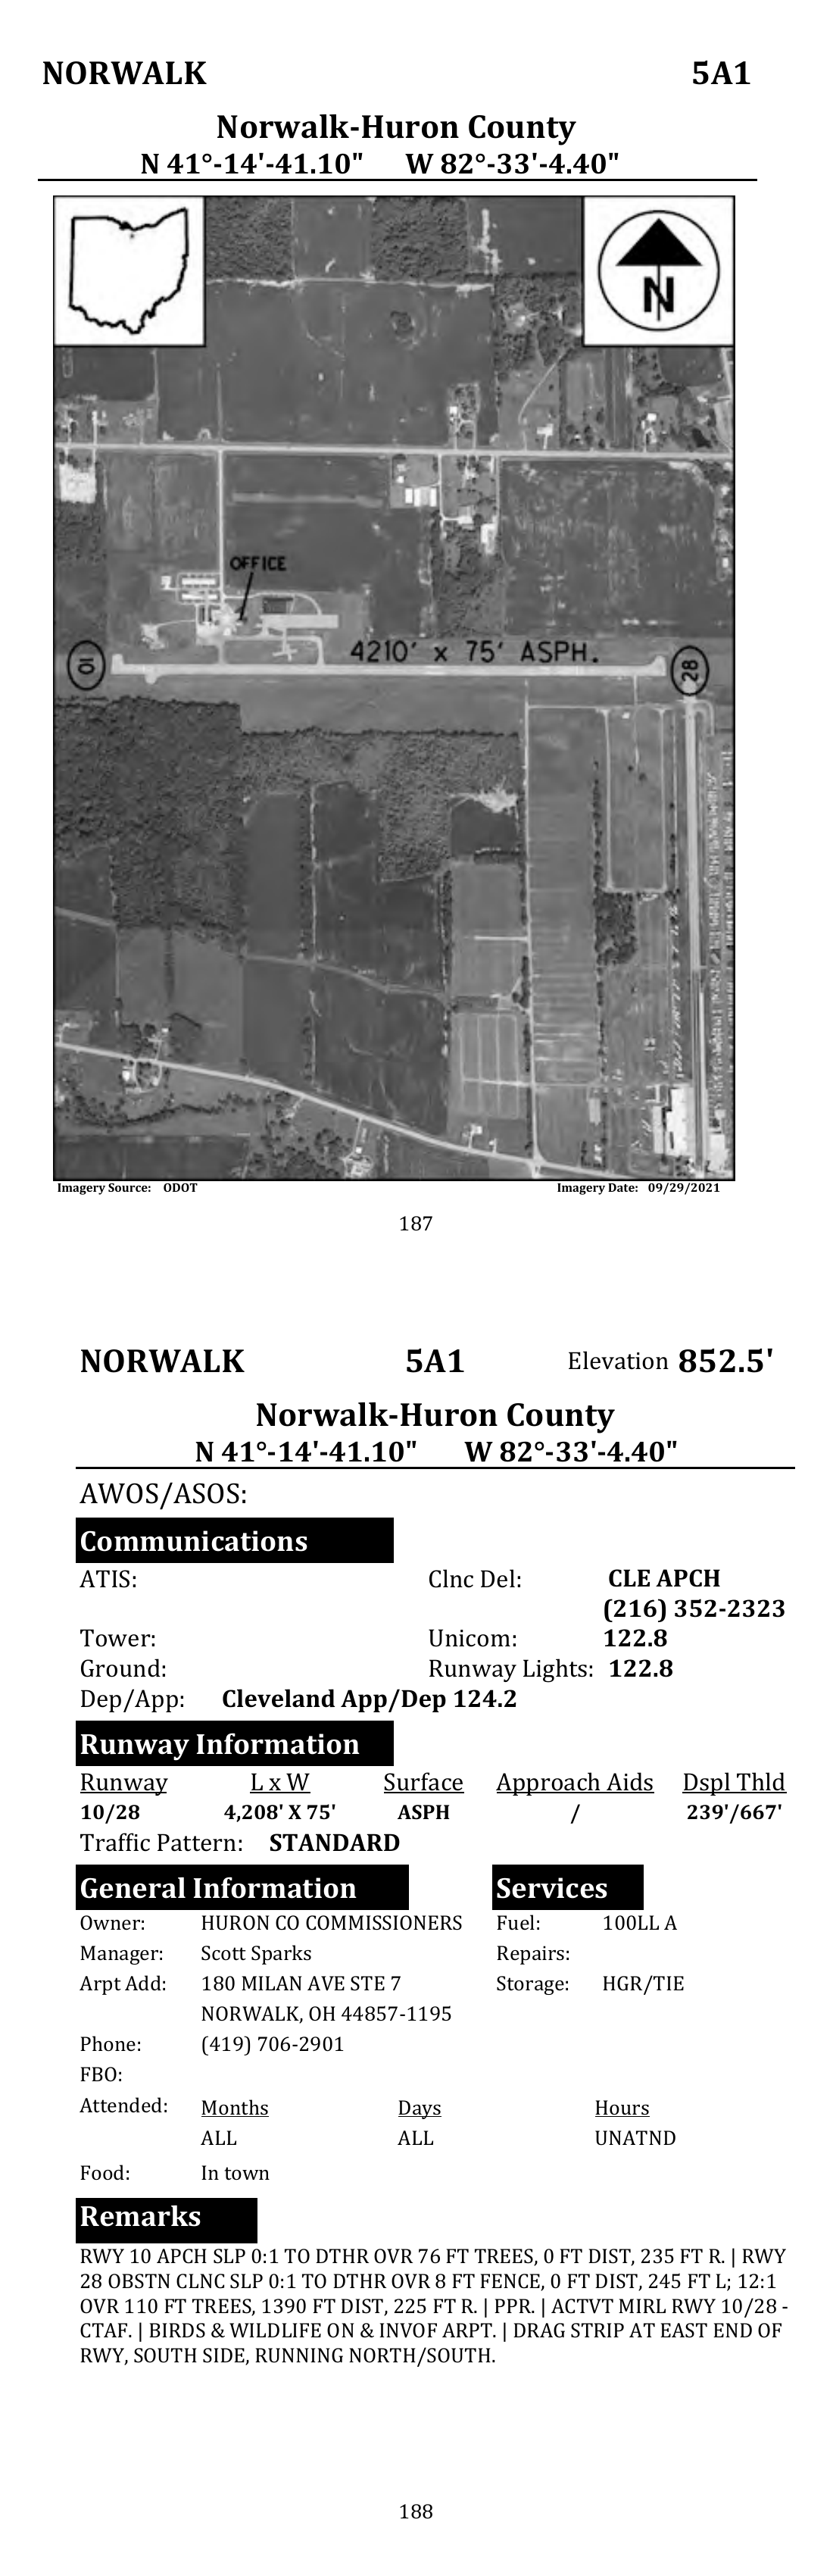 NORWALK 5A1
Norwalk-Huron County
N 41°-14'-41.10" W 82°-33'-4.40"
N
OFFICE
4210' x 75' ASPH.
10
28
Imagery Source: ODOT Imagery Date: 09/29/2021
187
NORWALK 5A1 Elevation 852.5'
Norwalk-Huron County
N 41°-14'-41.10" W 82°-33'-4.40"
AWOS/ASOS:
Communications
ATIS: Clnc Del: CLE APCH
(216) 352-2323
Tower: Unicom: 122.8
Ground: Runway Lights: 122.8
Dep/App: Cleveland App/Dep 124.2
Runway Information
Runway L x W Surface Approach Aids Dspl Thld
10/28 4,208' X 75' ASPH / 239'/667'
Traffic Pattern: STANDARD
General Information Services
Owner: HURON CO COMMISSIONERS Fuel: 100LL A
Manager: Scott Sparks Repairs:
Arpt Add: 180 MILAN AVE STE 7 Storage: HGR/TIE
NORWALK, OH 44857-1195
Phone: (419) 706-2901
FBO:
Attended: Months Days Hours
ALL ALL UNATND
Food: In town
Remarks
RWY 10 APCH SLP 0:1 TO DTHR OVR 76 FT TREES, 0 FT DIST, 235 FT R. | RWY
28 OBSTN CLNC SLP 0:1 TO DTHR OVR 8 FT FENCE, 0 FT DIST, 245 FT L; 12:1
OVR 110 FT TREES, 1390 FT DIST, 225 FT R. | PPR. | ACTVT MIRL RWY 10/28 -
CTAF. | BIRDS & WILDLIFE ON & INVOF ARPT. | DRAG STRIP AT EAST END OF
RWY, SOUTH SIDE, RUNNING NORTH/SOUTH.
188